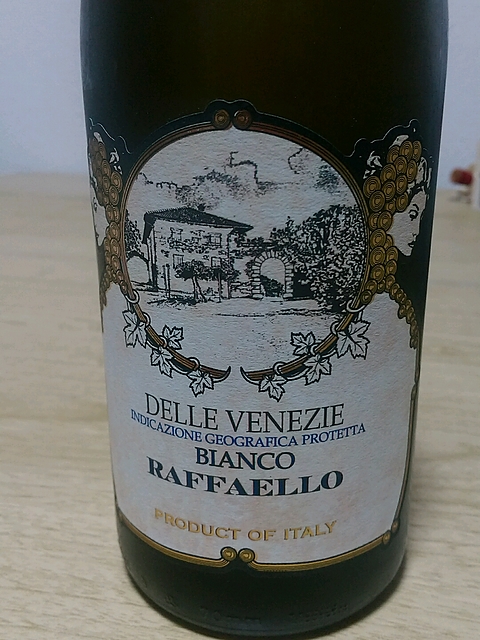 DELLE VENEZIE
INDICAZIONE GEOGRAFICA PROTETTA
BIANCO
RAFFAELLO
PRODUCT OF ITALY